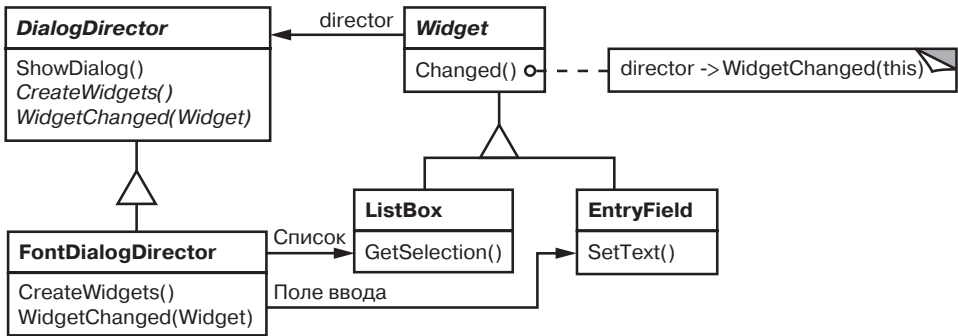 DialogDirector
ShowDialog()
CreateWidgets()
WidgetChanged(Widget)
director
Widget
Changed()
director ->WidgetChanged(this)
ListBox
GetSelection()
EntryField
SetText()
FontDialogDirector
CreateWidgets()
WidgetChanged(Widget)
Список
Поле ввода